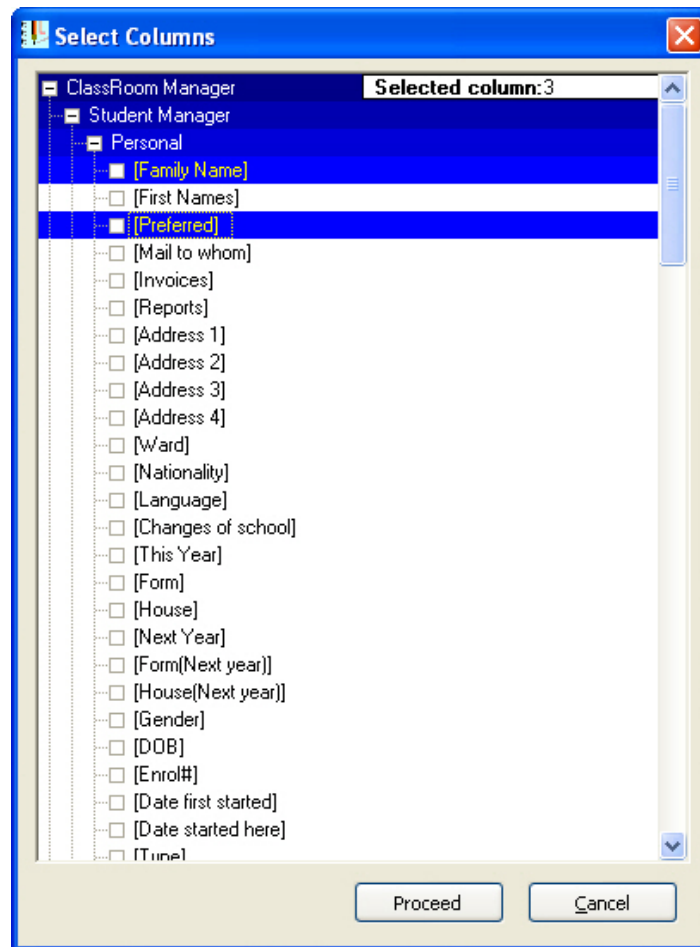 Select Columns
ClassRoom Manager Selected column:3
Student Manager
Personal
[Family Name]
[First Names]
[Preferred]
[Mail to whom]
[Invoices]
[Reports]
[Address 1]
[Address 2]
[Address 3]
[Address 4]
[Ward]
[Nationality]
[Language]
[Changes of school]
[This Year]
[Form]
[House]
[Next Year]
[Form(Next year)]
[House(Next year)]
[Gender]
[DOB]
[Enrol#]
[Date first started]
[Date started here]
[Type]
Proceed Cancel